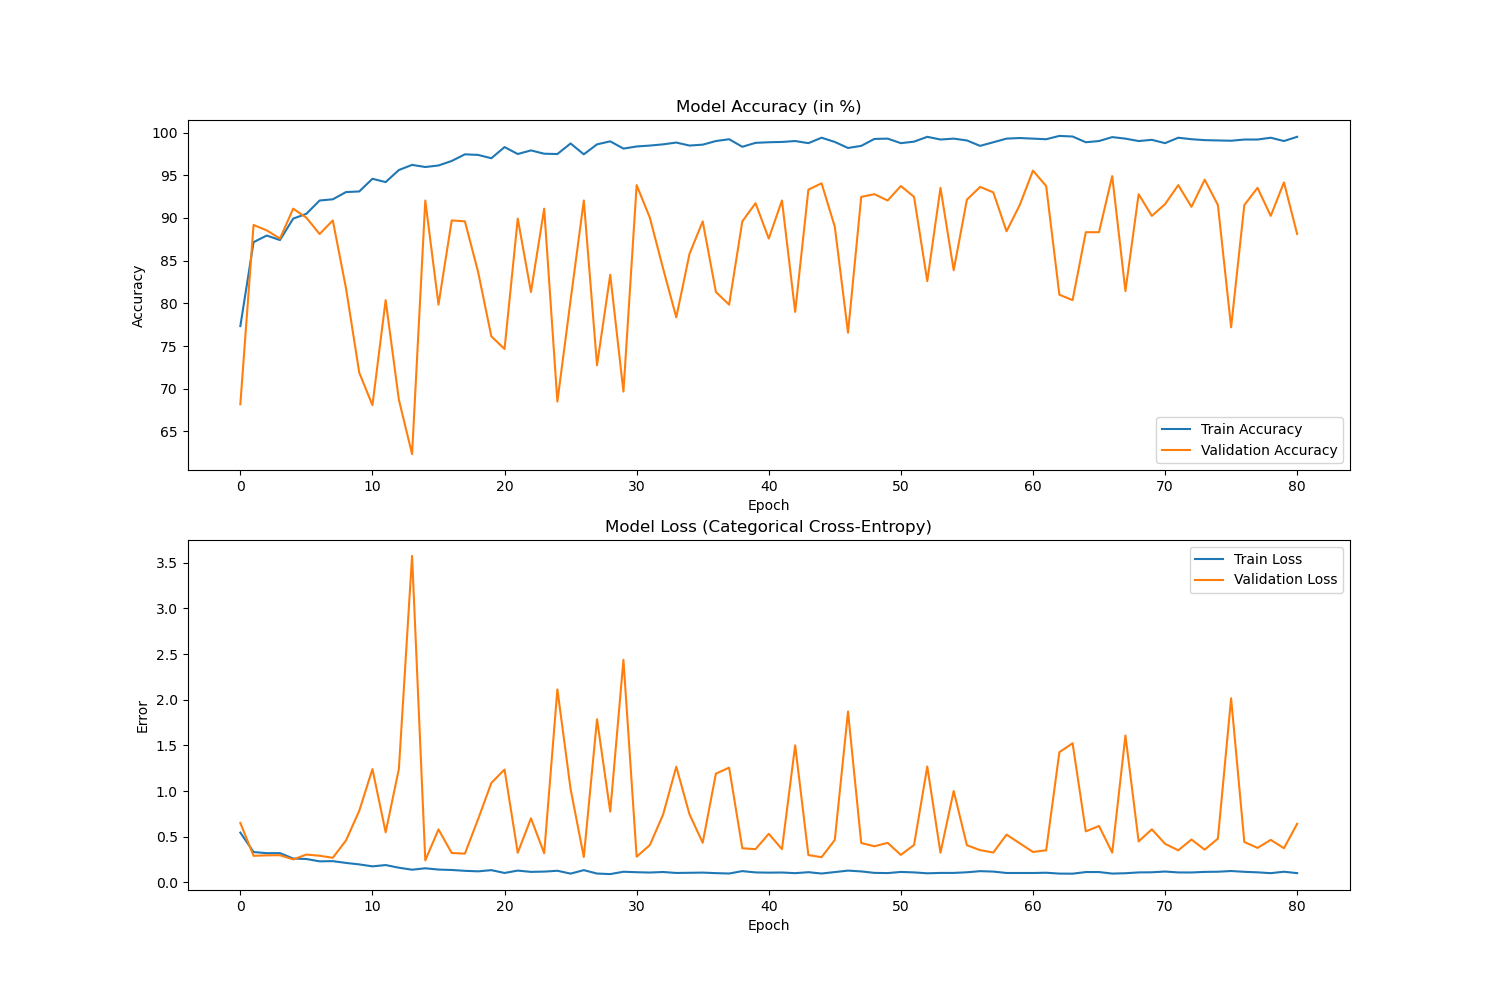 Model Accuracy (in %)
100
95
90
85
80
75
70
65
Accuracy
Train Accuracy
Validation Accuracy
0 10 20 30 40 50 60 70 80
Epoch
Model Loss (Categorical Cross-Entropy)
3.5
3.0
2.5
2.0
1.5
1.0
0.5
0.0
Error
Train Loss
Validation Loss
0 10 20 30 40 50 60 70 80
Epoch